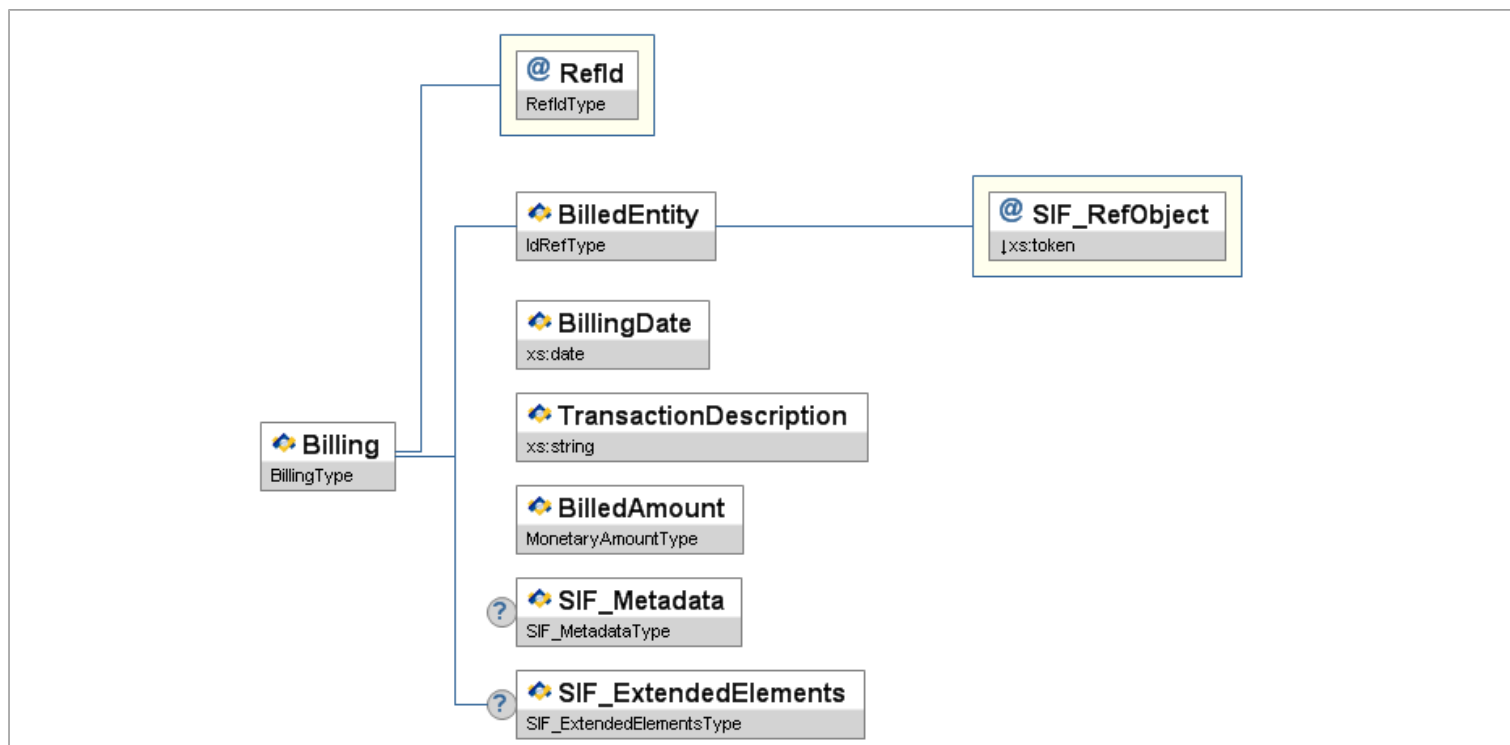 @ RefId
RefIdType
BilledEntity
IdRefType
@ SIF_RefObject
↓xs:token
BillingDate
xs:date
TransactionDescription
xs:string
Billing
BillingType
BilledAmount
MonetaryAmountType
? SIF_Metadata
SIF_MetadataType
? SIF_ExtendedElements
SIF_ExtendedElementsType